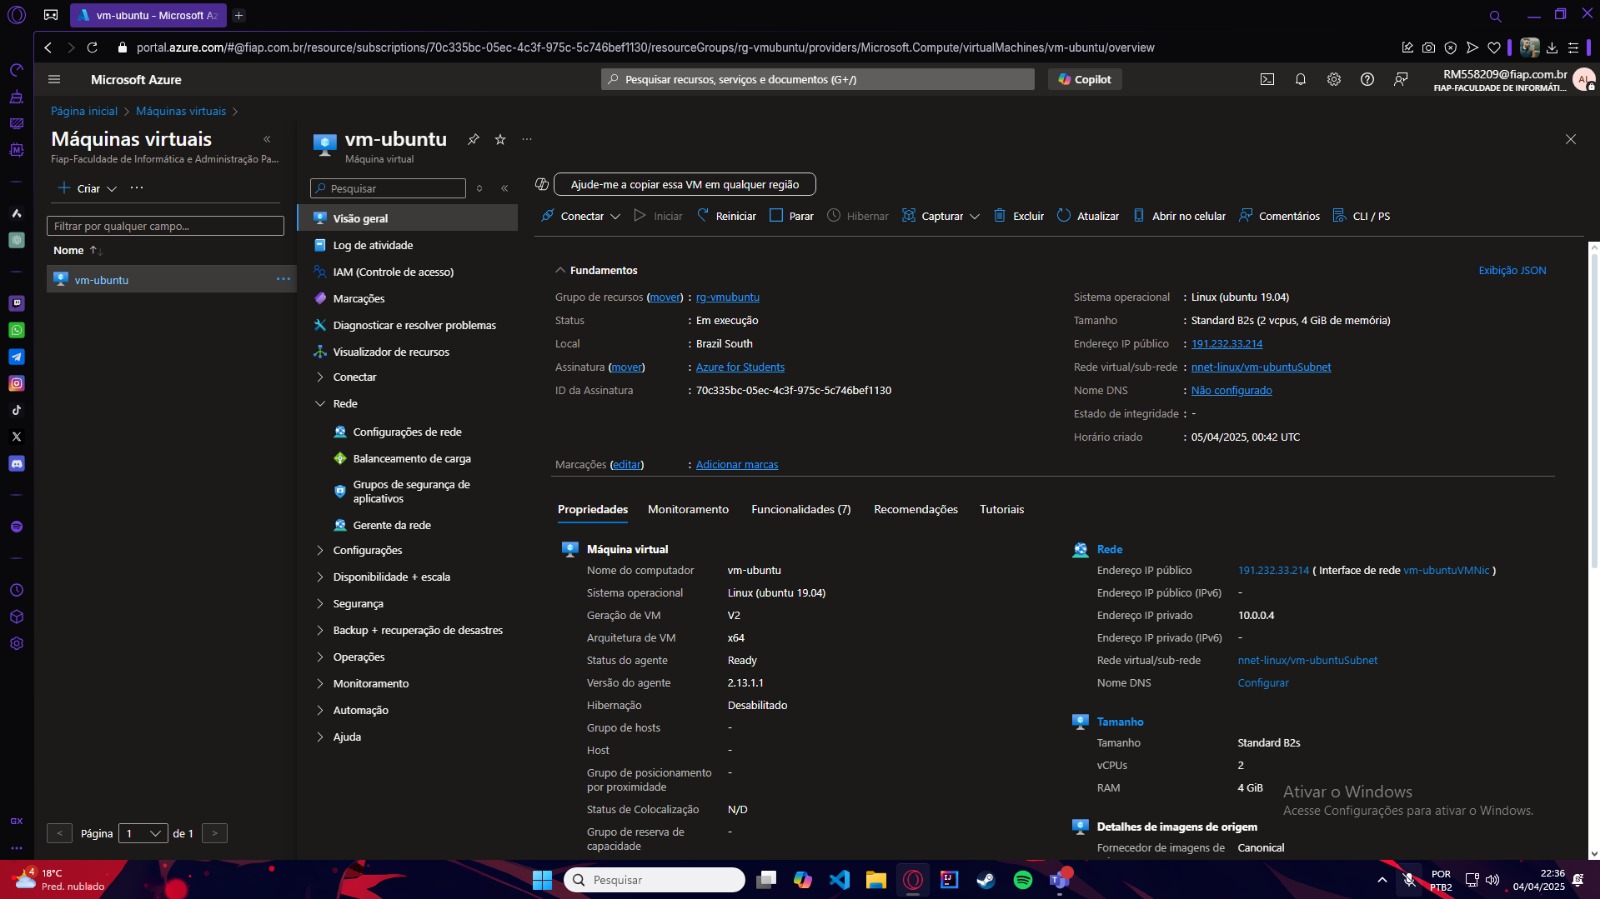 vm-ubuntu - Microsoft Az
portal.azure.com/#@fiap.com.br/resource/subscriptions/70c335bc-05ec-4c3f-975c-5c746bef1130/resourceGroups/rg-vmubuntu/providers/Microsoft.Compute/virtualMachines/vm-ubuntu/overview
Microsoft Azure
Pesquisar recursos, serviços e documentos (G+/)
Copilot
RM558209@fiap.com.br
FIAP-FACULDADE DE INFORMÁTI...
Página inicial > Máquinas virtuais >
Máquinas virtuais
Fiap-Faculdade de Informática e Administração Pa...
Criar
Filtrar por qualquer campo...
Nome
vm-ubuntu
Página 1 de 1
vm-ubuntu
Máquina virtual
Pesquisar
Visão geral
Log de atividade
IAM (Controle de acesso)
Marcações
Diagnosticar e resolver problemas
Visualizador de recursos
Conectar
Rede
Configurações de rede
Balanceamento de carga
Grupos de segurança de
aplicativos
Gerente da rede
Configurações
Disponibilidade + escala
Segurança
Backup + recuperação de desastres
Operações
Monitoramento
Automação
Ajuda
Ajude-me a copiar essa VM em qualquer região
Conectar Iniciar Reiniciar Parar Hibernar Capturar Excluir Atualizar Abrir no celular Comentários CLI / PS
Fundamentos
Exibição JSON
Grupo de recursos (mover) : rg-vmubuntu
Status : Em execução
Local : Brazil South
Assinatura (mover) : Azure for Students
ID da Assinatura : 70c335bc-05ec-4c3f-975c-5c746bef1130
Sistema operacional : Linux (ubuntu 19.04)
Tamanho : Standard B2s (2 vcpus, 4 GiB de memória)
Endereço IP público : 191.232.33.214
Rede virtual/sub-rede : nnet-linux/vm-ubuntuSubnet
Nome DNS : Não configurado
Estado de integridade : -
Horário criado : 05/04/2025, 00:42 UTC
Marcações (editar) : Adicionar marcas
Propriedades Monitoramento Funcionalidades (7) Recomendações Tutoriais
Máquina virtual
Nome do computador vm-ubuntu
Sistema operacional Linux (ubuntu 19.04)
Geração de VM V2
Arquitetura de VM x64
Status do agente Ready
Versão do agente 2.13.1.1
Hibernação Desabilitado
Grupo de hosts -
Host -
Grupo de posicionamento -
por proximidade
Status de Colocalização N/D
Grupo de reserva de -
capacidade
Rede
Endereço IP público 191.232.33.214 ( Interface de rede vm-ubuntuVMNic )
Endereço IP público (IPv6) -
Endereço IP privado 10.0.0.4
Endereço IP privado (IPv6) -
Rede virtual/sub-rede nnet-linux/vm-ubuntuSubnet
Nome DNS Configurar
Tamanho
Tamanho Standard B2s
vCPUs 2
RAM 4 GiB
Ativar o Windows
Acesse Configurações para ativar o Windows.
Detalhes de imagens de origem
Fornecedor de imagens de Canonical
GX
4
18°C
Pred. nublado
Pesquisar
POR
PTB2
22:36
04/04/2025